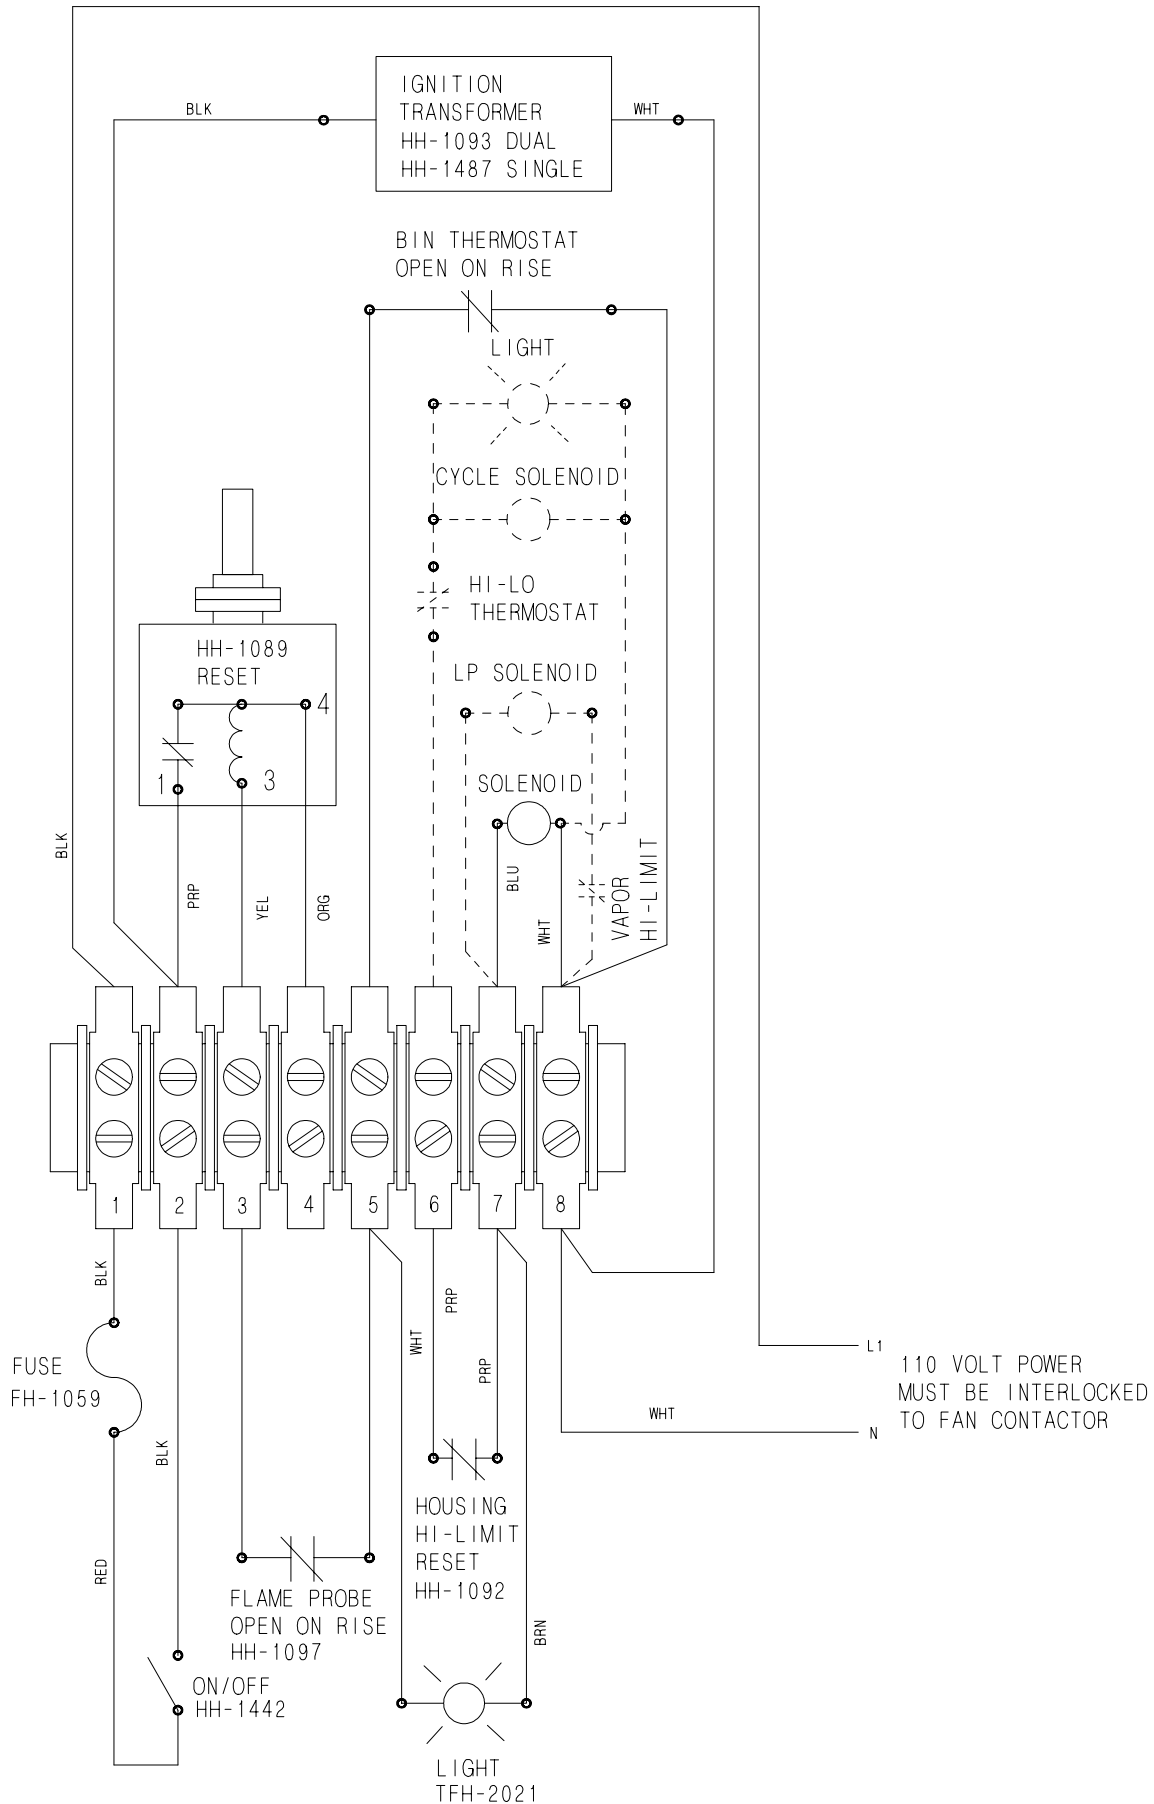 IGNITION
TRANSFORMER
HH-1093 DUAL
HH-1487 SINGLE
BLK
WHT
BIN THERMOSTAT
OPEN ON RISE
LIGHT
CYCLE SOLENOID
HI-LO
THERMOSTAT
HH-1089
RESET
4
1
3
LP SOLENOID
SOLENOID
BLK
PRP
YEL
ORG
BLU
WHT
VAPOR
HI-LIMIT
1
2
3
4
5
6
7
8
BLK
FUSE
FH-1059
BLK
RED
WHT
PRP
PRP
L1
110 VOLT POWER
MUST BE INTERLOCKED
TO FAN CONTACTOR
WHT
N
HOUSING
HI-LIMIT
RESET
HH-1092
FLAME PROBE
OPEN ON RISE
HH-1097
BRN
ON/OFF
HH-1442
LIGHT
TFH-2021